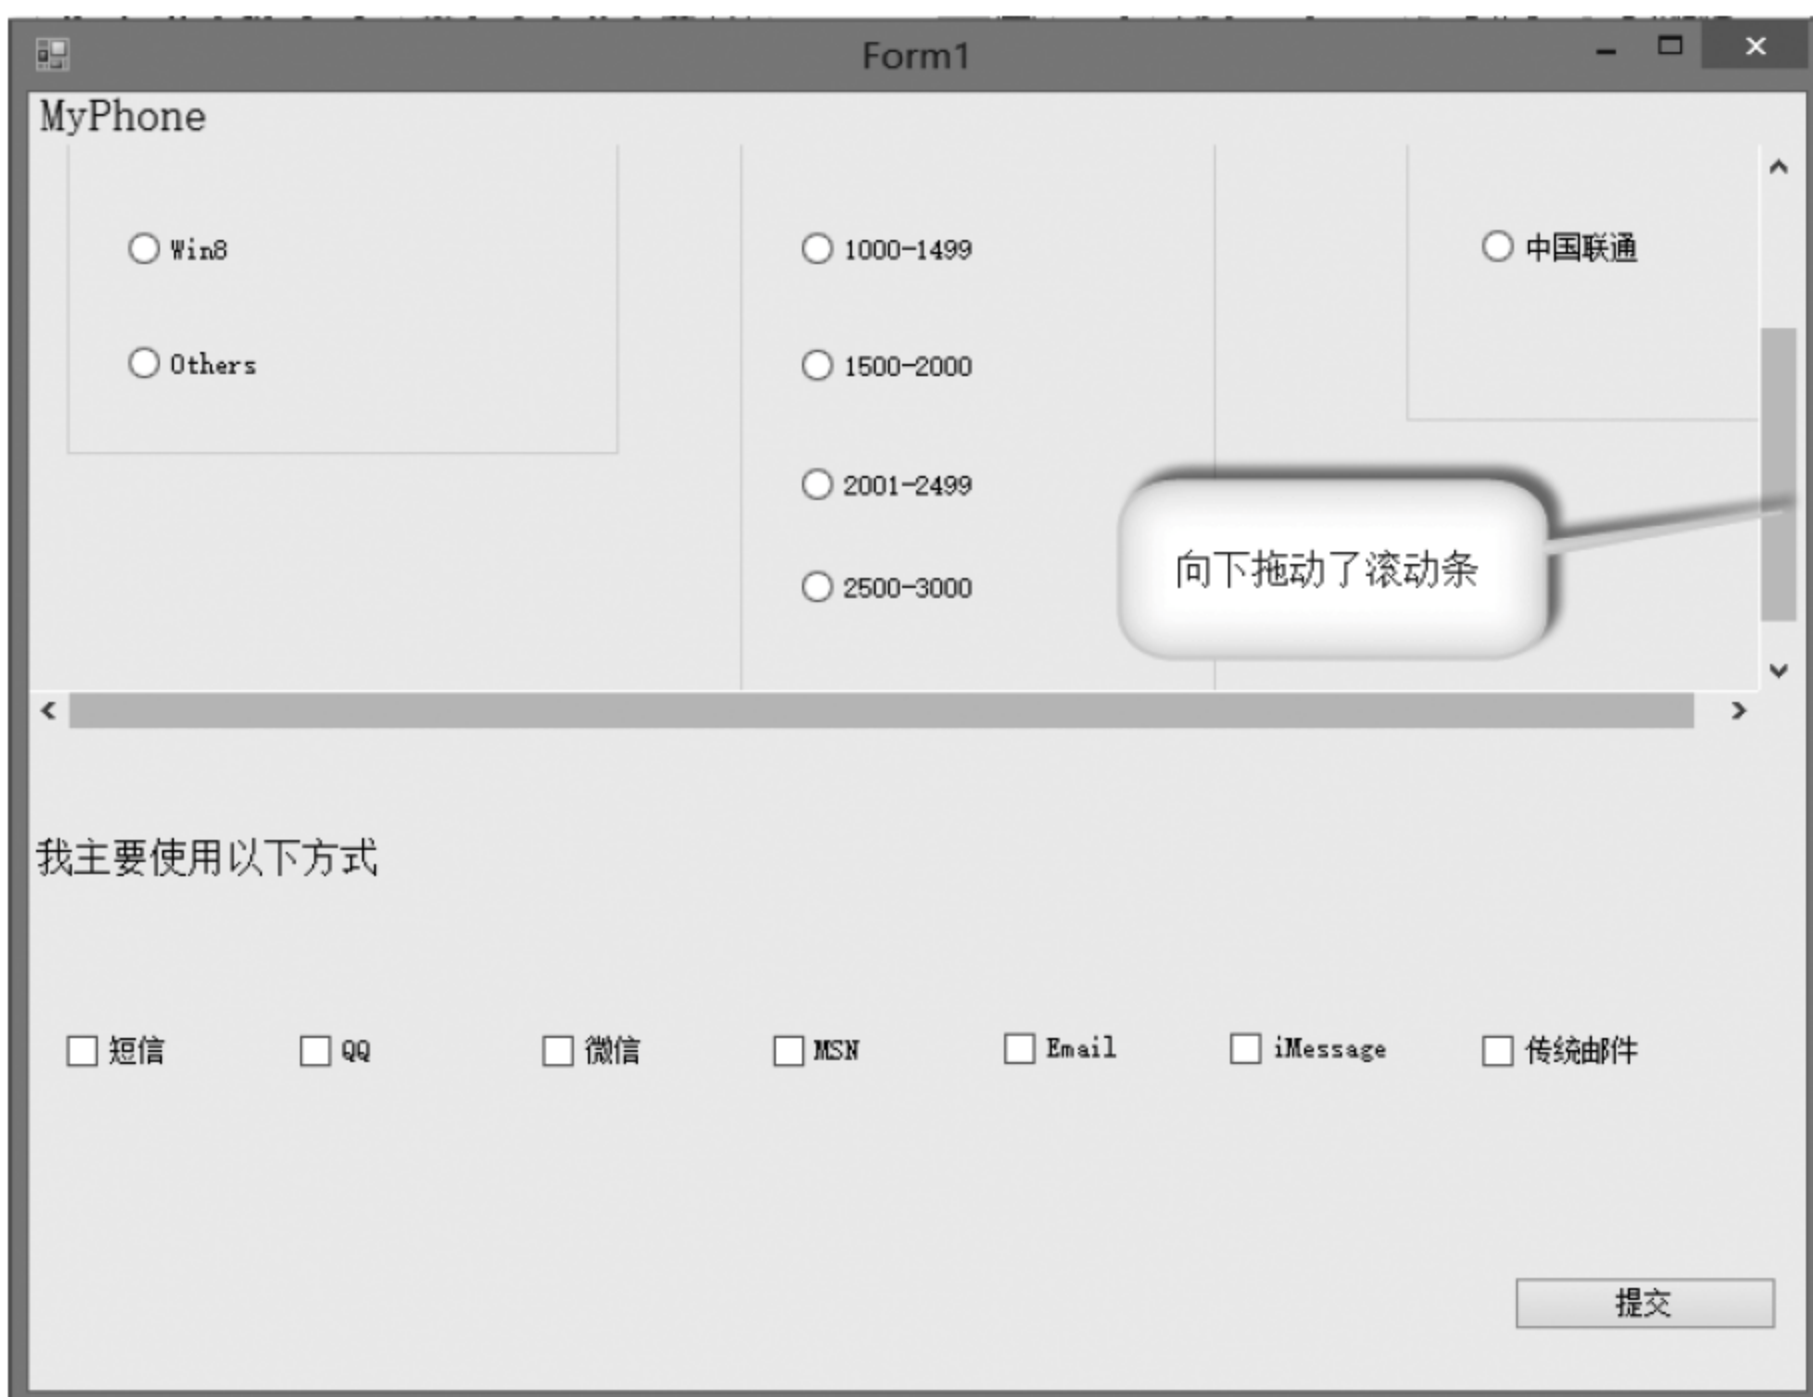 Form1
MyPhone
Win8
1000-1499
中国联通
Others
1500-2000
2001-2499
向下拖动了滚动条
2500-3000
我主要使用以下方式
短信
QQ
微信
MSN
Email
iMessage
传统邮件
提交